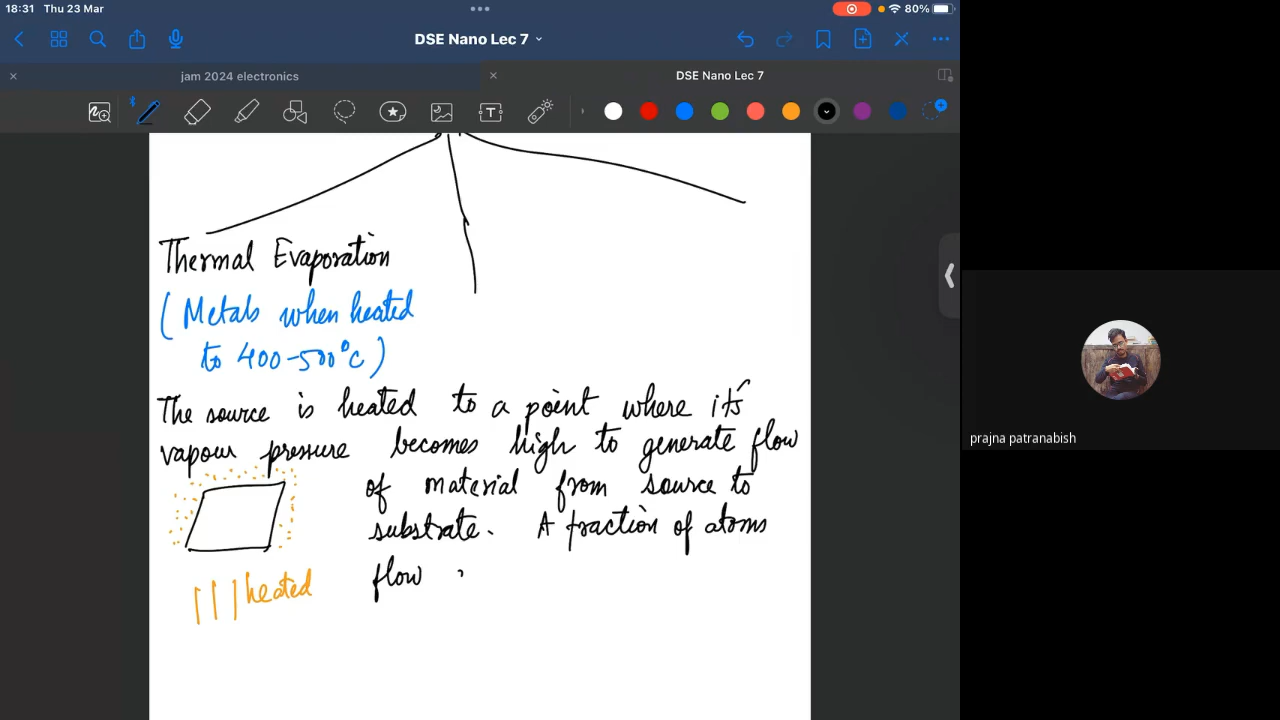 18:31 Thu 23 Mar
80%
DSE Nano Lec 7
jam 2024 electronics
DSE Nano Lec 7
Thermal Evaporation
(Metals when heated
to 400-500°C)
The source is heated to a point where it's
vapour pressure becomes high to generate flow
of material from source to
substrate. A fraction of atoms
flow
heated
prajna patranabish